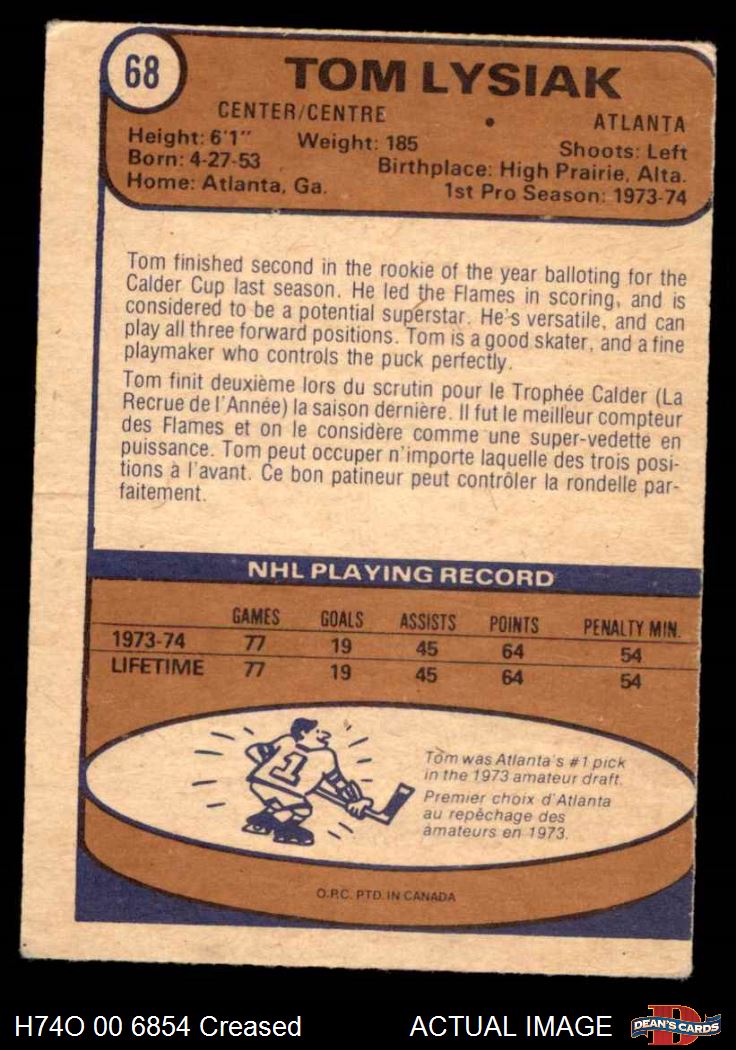 68
TOM LYSIAK
CENTER/CENTRE • ATLANTA
Height: 6'1" Weight: 185 Shoots: Left
Born: 4-27-53 Birthplace: High Prairie, Alta.
Home: Atlanta, Ga. 1st Pro Season: 1973-74
Tom finished second in the rookie of the year balloting for the
Calder Cup last season. He led the Flames in scoring, and is
considered to be a potential superstar. He's versatile, and can
play all three forward positions. Tom is a good skater, and a fine
playmaker who controls the puck perfectly.
Tom finit deuxième lors du scrutin pour le Trophée Calder (La
Recrue de l'Année) la saison dernière. Il fut le meilleur compteur
des Flames et on le considère comme une super-vedette en
puissance. Tom peut occuper n'importe laquelle des trois posi-
tions à l'avant. Ce bon patineur peut contrôler la rondelle par-
faitement.
NHL PLAYING RECORD
GAMES GOALS ASSISTS POINTS PENALTY MIN.
1973-74 77 19 45 64 54
LIFETIME 77 19 45 64 54
1
Tom was Atlanta's #1 pick
in the 1973 amateur draft.
Premier choix d'Atlanta
au repêchage des
amateurs en 1973.
O.P.C. PTD. IN CANADA
H74O 00 6854 Creased ACTUAL IMAGE
DEAN'S CARDS